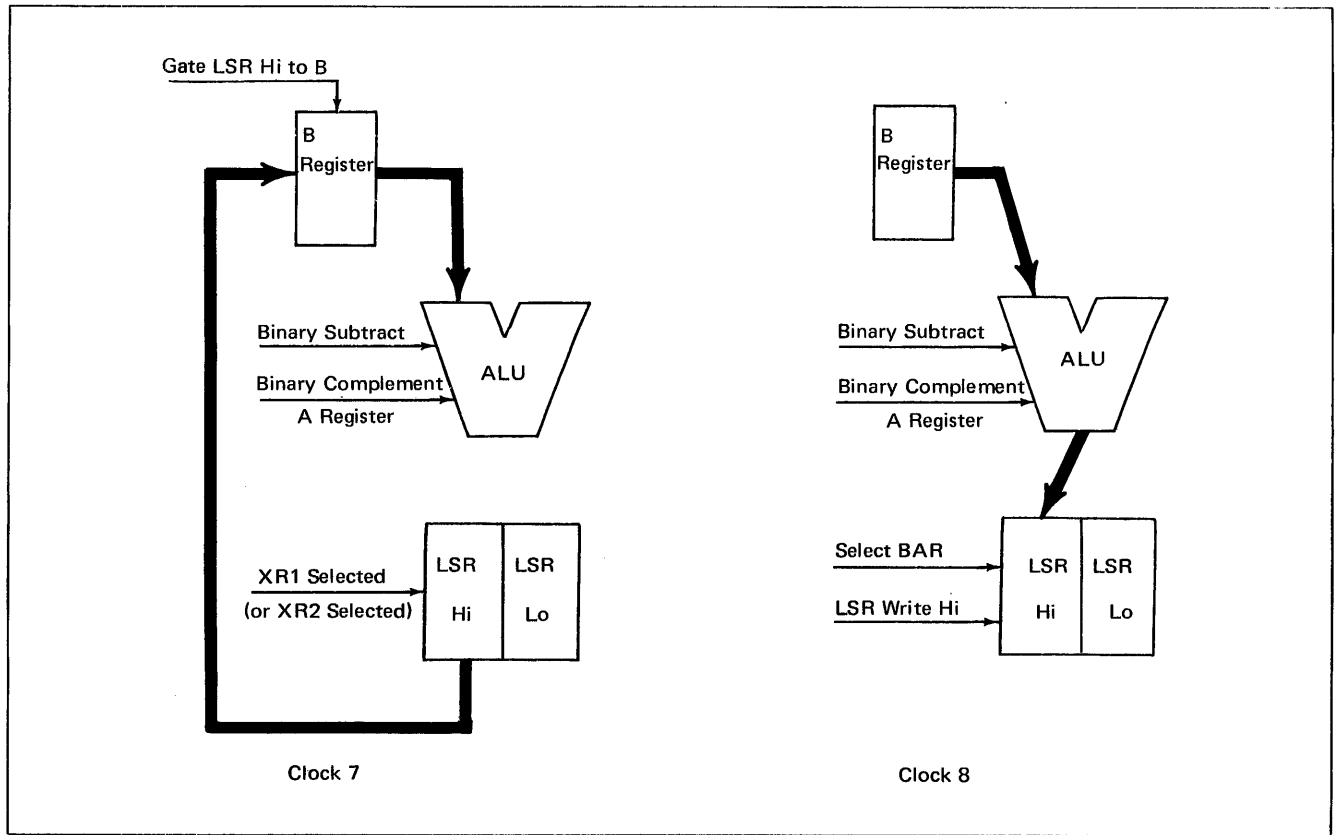 Gate LSR Hi to B
B
Register
Binary Subtract
Binary Complement
A Register
ALU
XR1 Selected
(or XR2 Selected)
LSR
Hi
LSR
Lo
Clock 7
B
Register
Binary Subtract
Binary Complement
A Register
ALU
Select BAR
LSR Write Hi
LSR
Hi
LSR
Lo
Clock 8